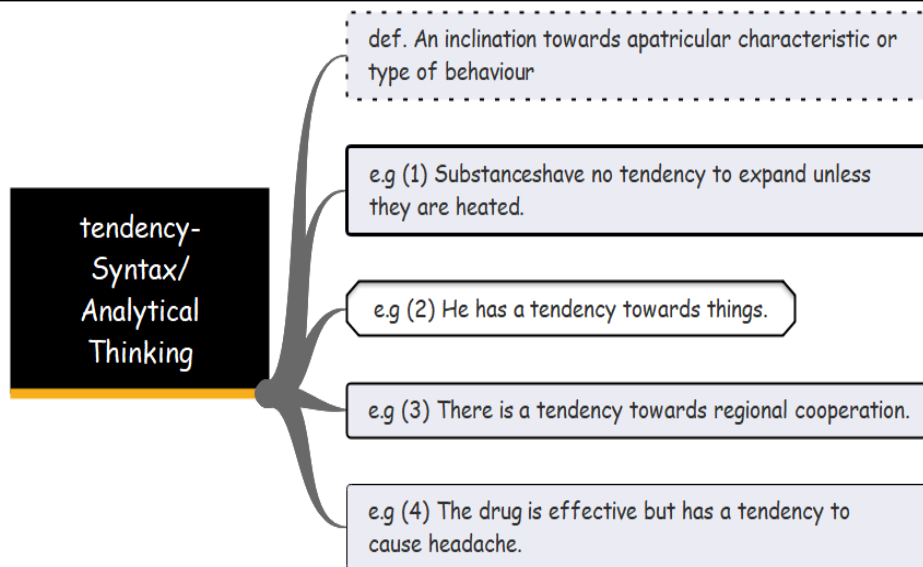 def. An inclination towards apatricular characteristic or
type of behaviour
e.g (1) Substanceshave no tendency to expand unless
they are heated.
tendency-
Syntax/
Analytical
Thinking
e.g (2) He has a tendency towards things.
e.g (3) There is a tendency towards regional cooperation.
e.g (4) The drug is effective but has a tendency to
cause headache.